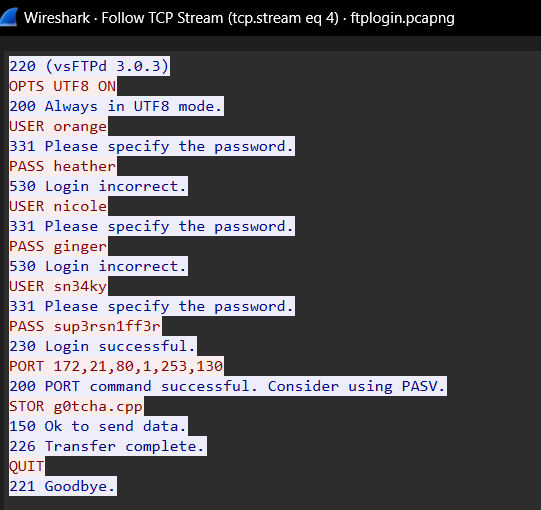 Wireshark · Follow TCP Stream (tcp.stream eq 4) · ftplogin.pcapng
220 (vsFTPd 3.0.3)
OPTS UTF8 ON
200 Always in UTF8 mode.
USER orange
331 Please specify the password.
PASS heather
530 Login incorrect.
USER nicole
331 Please specify the password.
PASS ginger
530 Login incorrect.
USER sn34ky
331 Please specify the password.
PASS sup3rsn1ff3r
230 Login successful.
PORT 172,21,80,1,253,130
200 PORT command successful. Consider using PASV.
STOR g0tcha.cpp
150 Ok to send data.
226 Transfer complete.
QUIT
221 Goodbye.